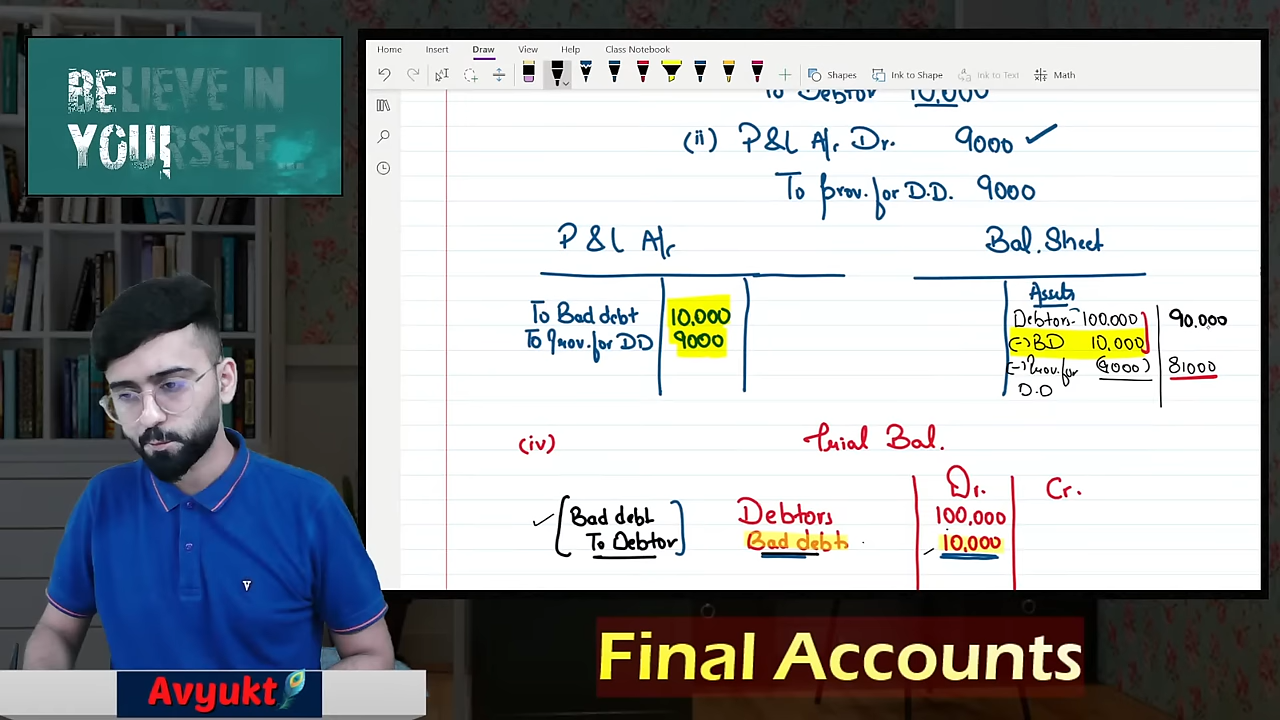 BELIEVE IN
YOURSELF...
Home Insert Draw View Help Class Notebook
Shapes Ink to Shape Ink to Text Math
To Debtor 10,000
(ii) P&L A/c Dr. 9000 ✓
To prov. for D.D. 9000
P & L A/c
Bal. Sheet
Assets
To Bad debt 10,000
To Prov. for DD 9000
Debtors - 100,000 90,000
(-) BD 10,000
(-) Prov. for (9000) 81000
D.D
(iv) Trial Bal.
Dr. Cr.
Bad debt Debtors 100,000
To Debtor Bad debts 10,000
Final Accounts
Avyukt